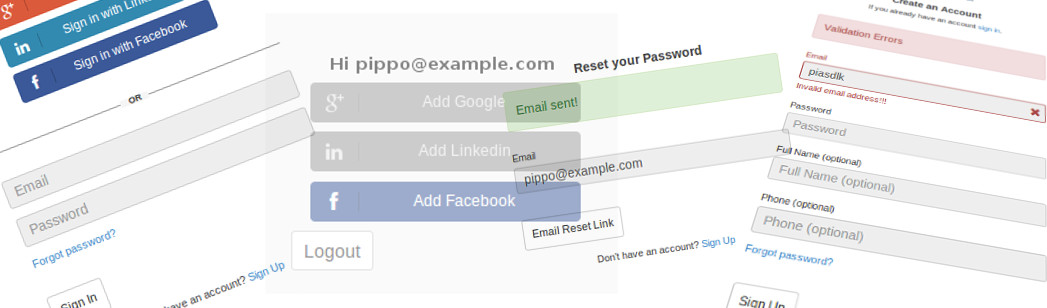 g+
Sign in with Linkedin
in
Sign in with Facebook
f
OR
Email
Password
Forgot password?
Sign In
have an account? Sign Up
Hi pippo@example.com
g+ Add Google
in Add Linkedin
f Add Facebook
Logout
Reset your Password
Email sent!
Email
pippo@example.com
Email Reset Link
Don't have an account? Sign Up
Create an Account
If you already have an account sign in.
Validation Errors
Email
piasdlk
Invalid email address!!!
Password
Password
Full Name (optional)
Full Name (optional)
Phone (optional)
Phone (optional)
Forgot password?
Sign Up